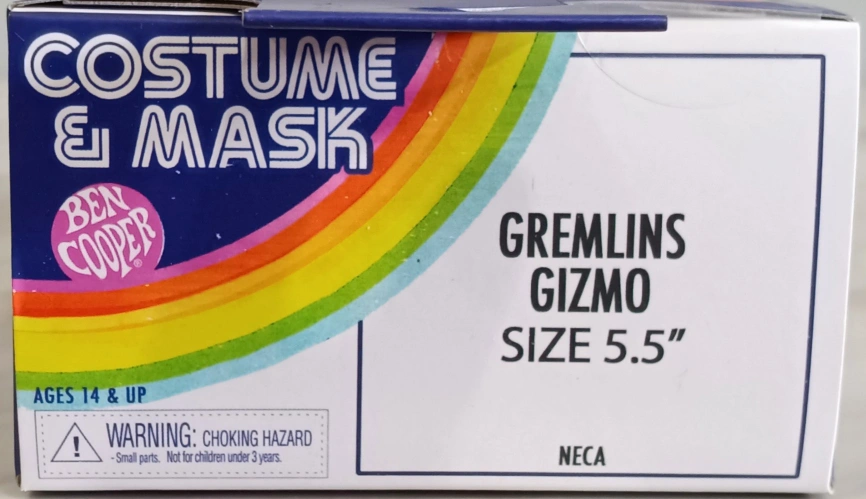 COSTUME
& MASK
BEN
COOPER®
AGES 14 & UP
WARNING: CHOKING HAZARD
- Small parts. Not for children under 3 years.
GREMLINS
GIZMO
SIZE 5.5"
NECA